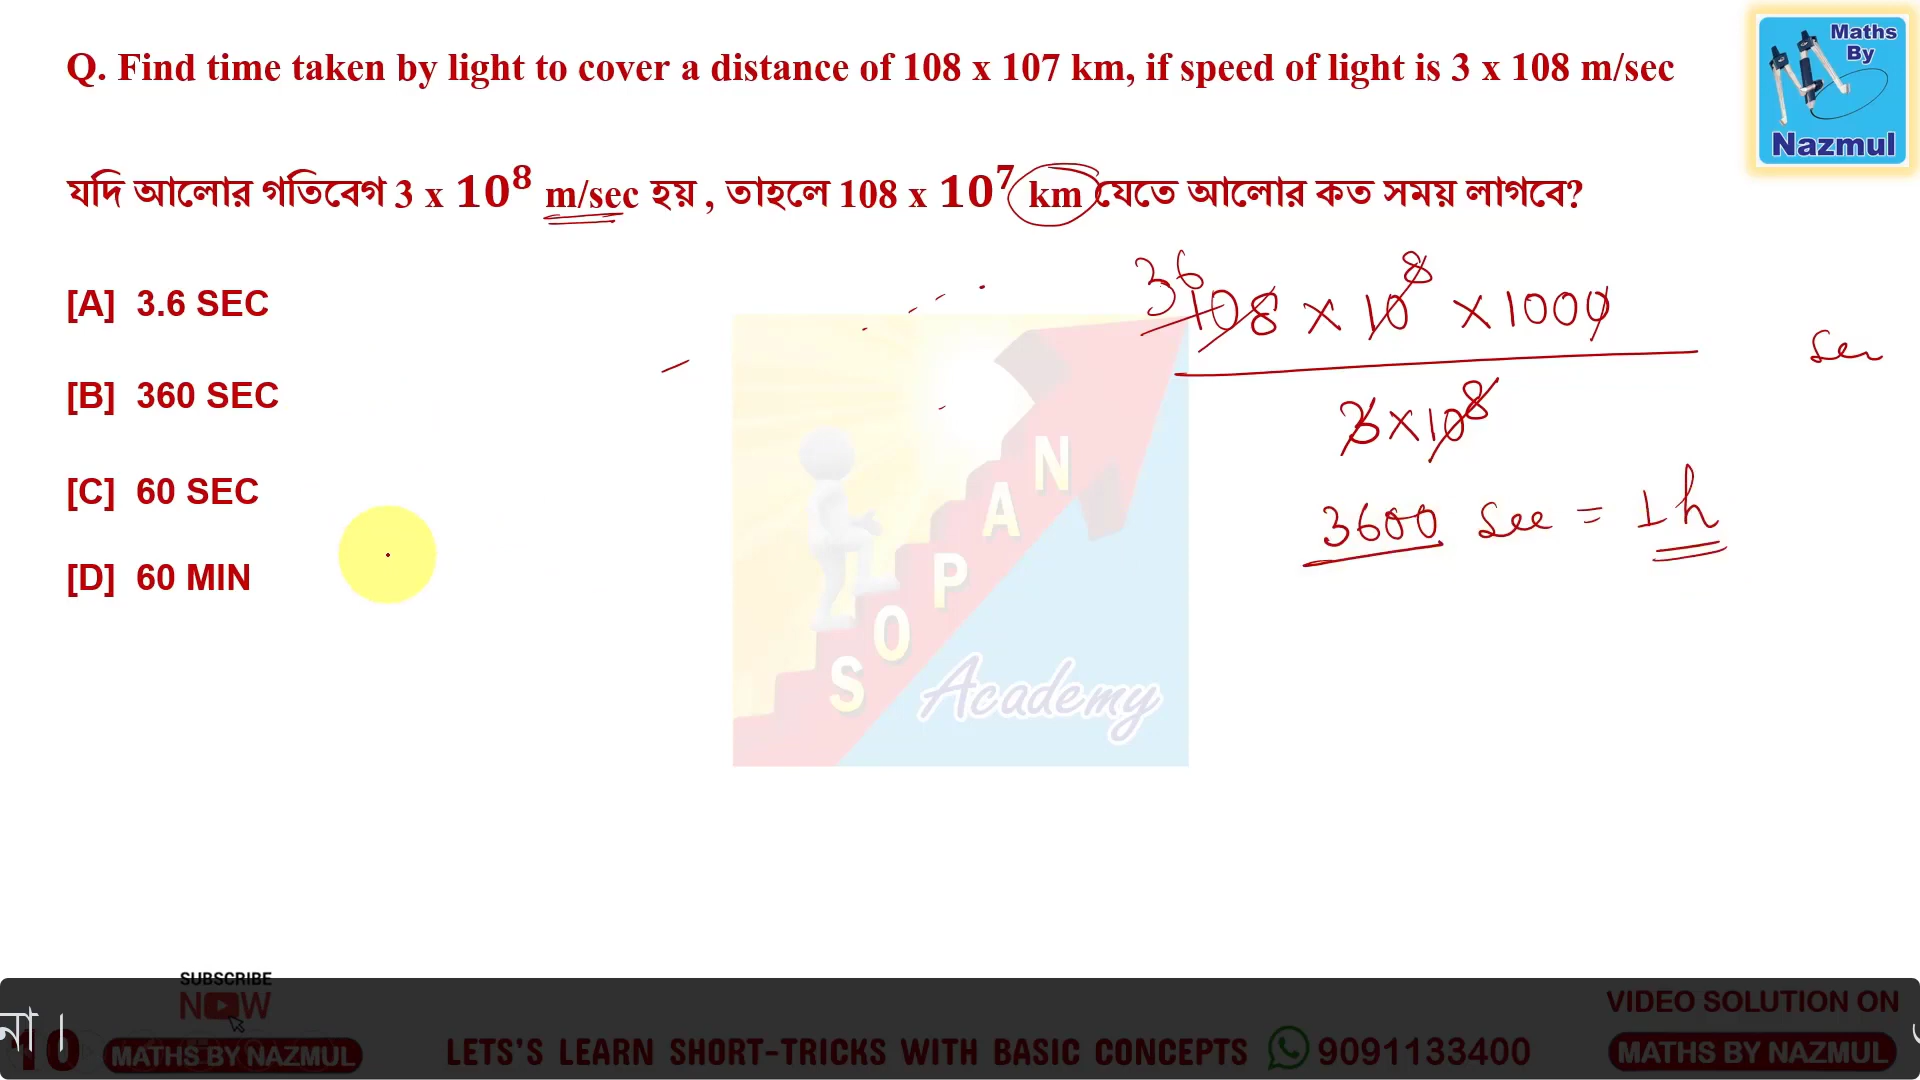 Maths
By
Nazmul
Q. Find time taken by light to cover a distance of 108 x 107 km, if speed of light is 3 x 108 m/sec
যদি আলোর গতিবেগ 3 x 10⁸ m/sec হয় , তাহলে 108 x 10⁷ km যেতে আলোর কত সময় লাগবে?
[A] 3.6 SEC
[B] 360 SEC
[C] 60 SEC
[D] 60 MIN
36
108 x 10⁸ x 1000
3 x 10⁸
Sec
3600 Sec = 1h
SOPAN
Academy
SUBSCRIBE
NOW
না।
10
MATHS BY NAZMUL
LETS'S LEARN SHORT-TRICKS WITH BASIC CONCEPTS
9091133400
VIDEO SOLUTION ON
MATHS BY NAZMUL